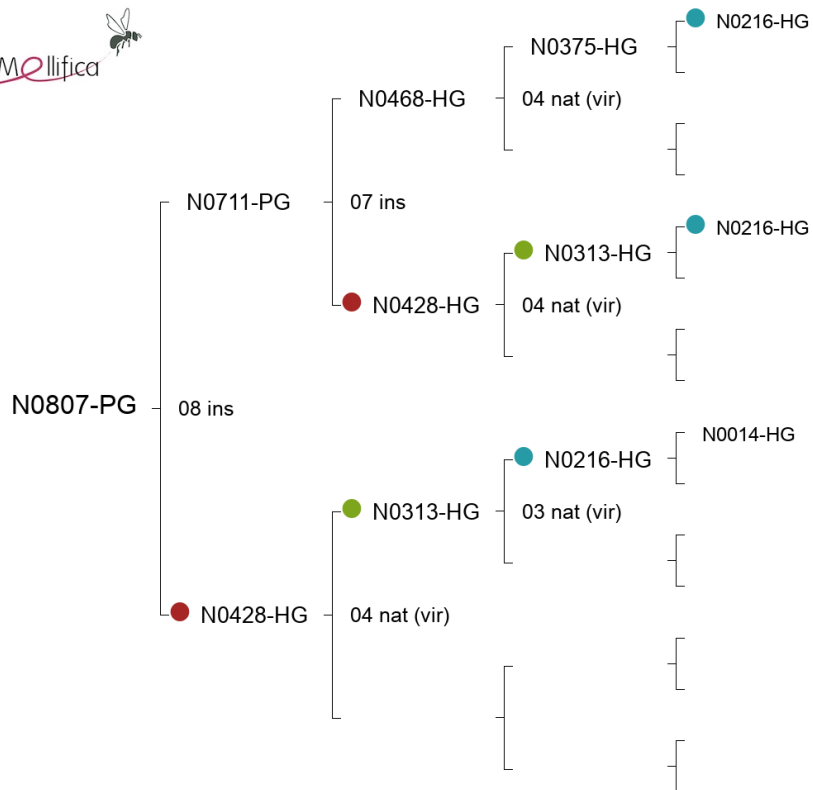 N0216-HG
N0375-HG
Mellifica
N0468-HG
04 nat (vir)
N0711-PG
07 ins
N0216-HG
N0313-HG
N0428-HG
04 nat (vir)
N0807-PG
08 ins
N0014-HG
N0216-HG
N0313-HG
03 nat (vir)
N0428-HG
04 nat (vir)